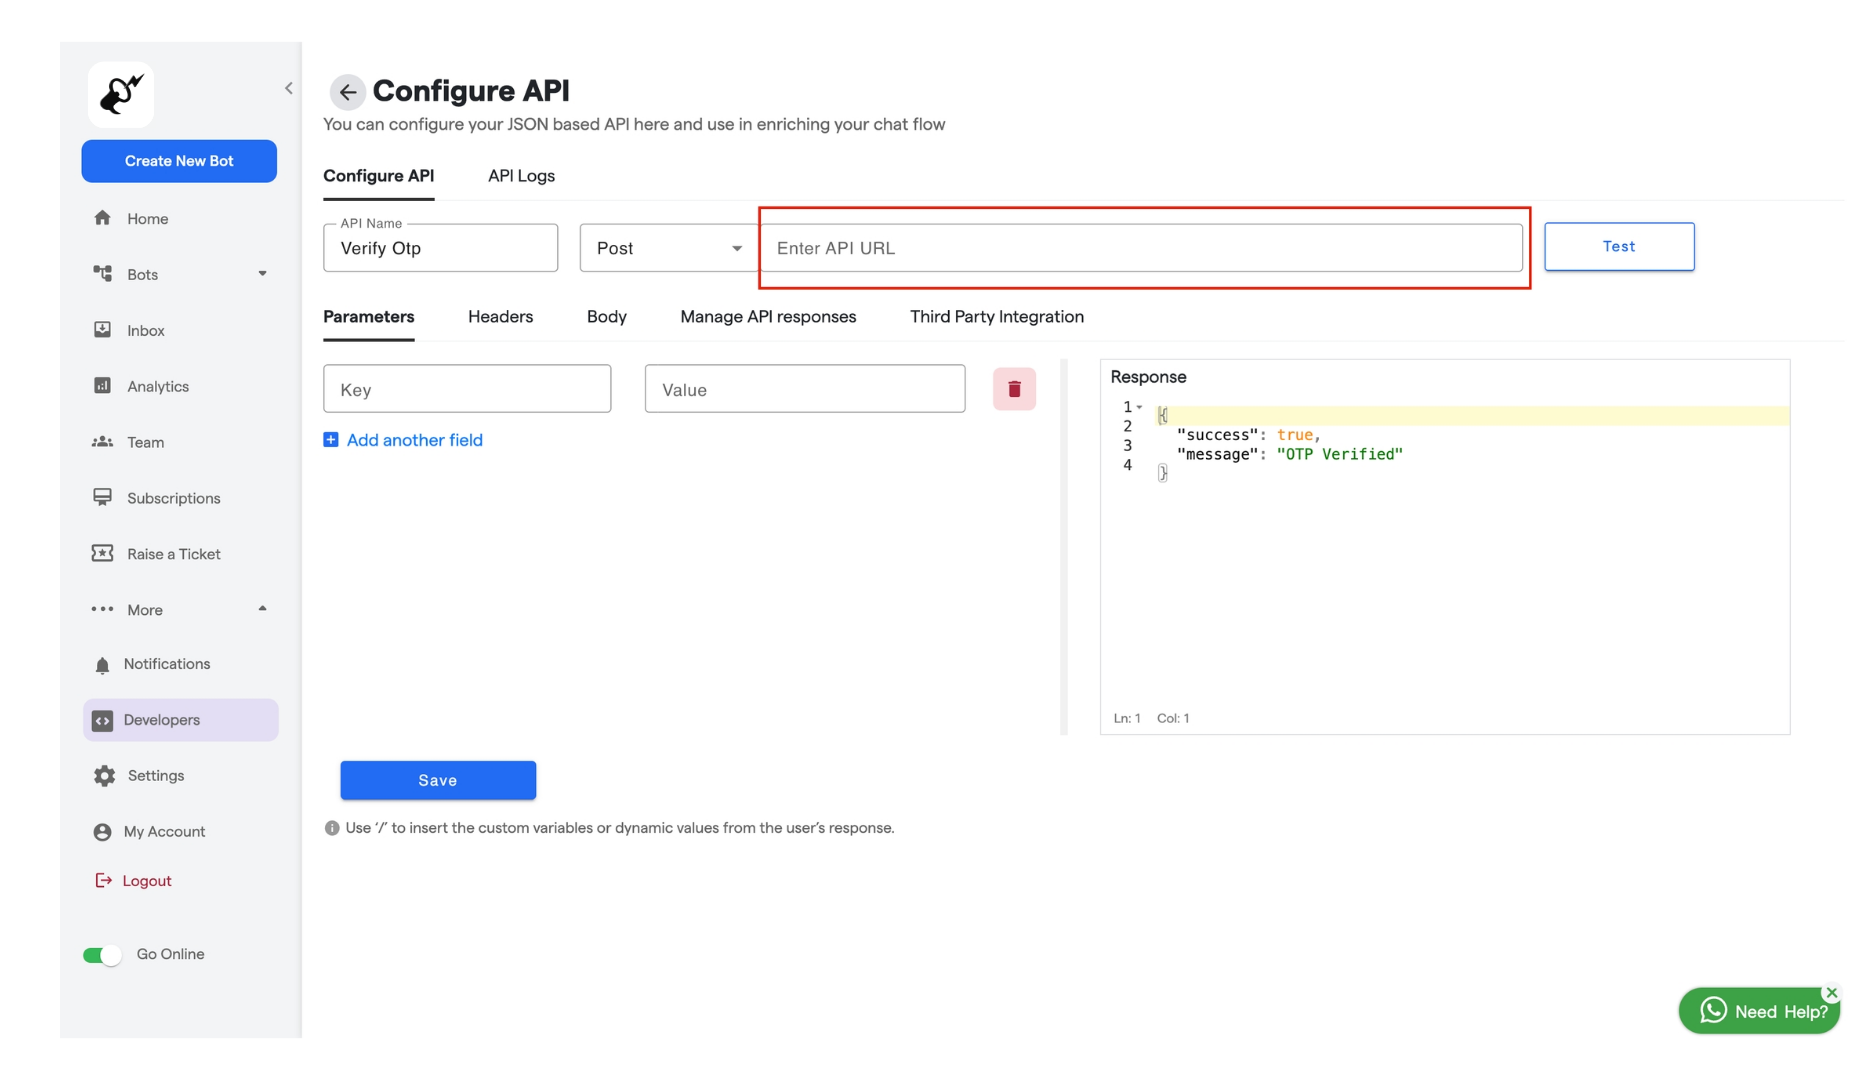 Configure API
You can configure your JSON based API here and use in enriching your chat flow
Create New Bot
Home
Bots
Inbox
Analytics
Team
Subscriptions
Raise a Ticket
More
Notifications
Developers
Settings
My Account
Logout
Go Online
Configure API API Logs
API Name
Verify Otp Post Enter API URL Test
Parameters Headers Body Manage API responses Third Party Integration
Key Value
Add another field
Response
1 {
2 "success": true,
3 "message": "OTP Verified"
4 }
Ln: 1 Col: 1
Save
Use ‘/’ to insert the custom variables or dynamic values from the user’s response.
Need Help?